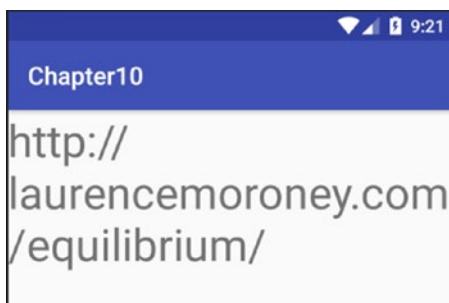 9:21
Chapter10
http://
laurencemoroney.com
/equilibrium/